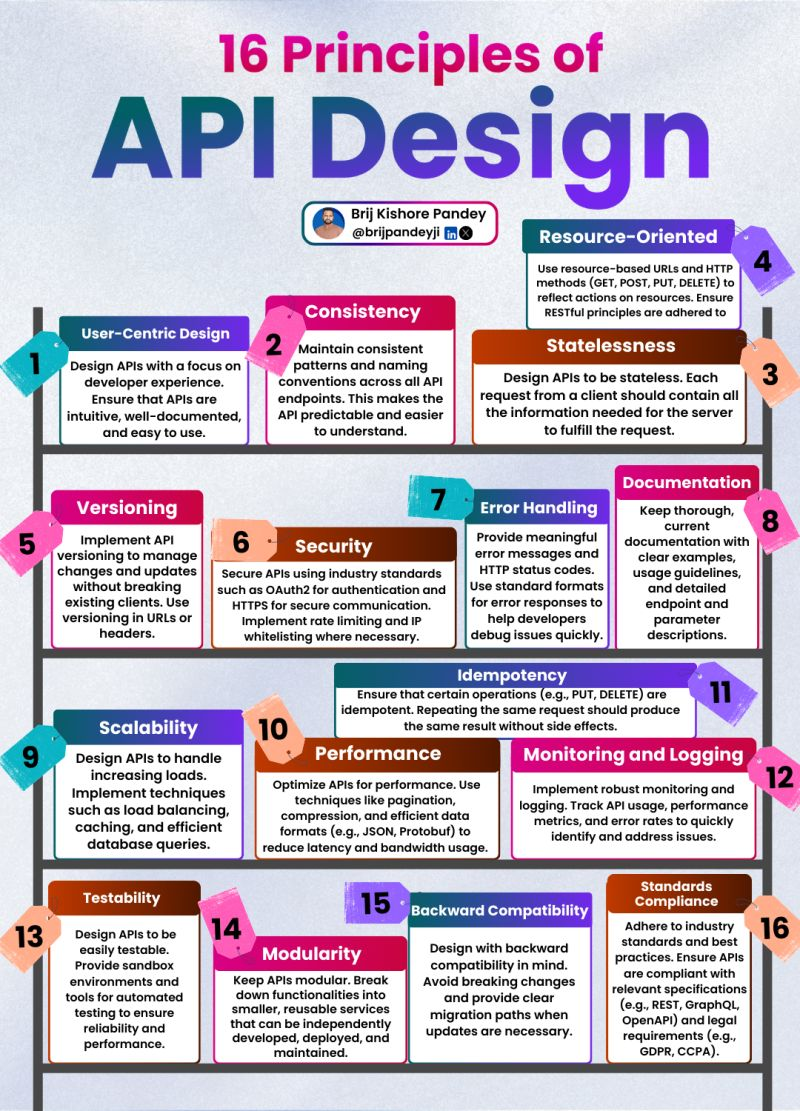 16 Principles of
API Design
Brij Kishore Pandey
@brijpandeyji
1
User-Centric Design
Design APIs with a focus on
developer experience.
Ensure that APIs are
intuitive, well-documented,
and easy to use.
2
Consistency
Maintain consistent
patterns and naming
conventions across all API
endpoints. This makes the
API predictable and easier
to understand.
4
Resource-Oriented
Use resource-based URLs and HTTP
methods (GET, POST, PUT, DELETE) to
reflect actions on resources. Ensure
RESTful principles are adhered to
3
Statelessness
Design APIs to be stateless. Each
request from a client should contain all
the information needed for the server
to fulfill the request.
5
Versioning
Implement API
versioning to manage
changes and updates
without breaking
existing clients. Use
versioning in URLs or
headers.
6
Security
Secure APIs using industry standards
such as OAuth2 for authentication and
HTTPS for secure communication.
Implement rate limiting and IP
whitelisting where necessary.
7
Error Handling
Provide meaningful
error messages and
HTTP status codes.
Use standard formats
for error responses to
help developers
debug issues quickly.
8
Documentation
Keep thorough,
current
documentation with
clear examples,
usage guidelines,
and detailed
endpoint and
parameter
descriptions.
9
Scalability
Design APIs to handle
increasing loads.
Implement techniques
such as load balancing,
caching, and efficient
database queries.
10
Performance
Optimize APIs for performance. Use
techniques like pagination,
compression, and efficient data
formats (e.g., JSON, Protobuf) to
reduce latency and bandwidth usage.
11
Idempotency
Ensure that certain operations (e.g., PUT, DELETE) are
idempotent. Repeating the same request should produce
the same result without side effects.
12
Monitoring and Logging
Implement robust monitoring and
logging. Track API usage, performance
metrics, and error rates to quickly
identify and address issues.
13
Testability
Design APIs to be
easily testable.
Provide sandbox
environments and
tools for automated
testing to ensure
reliability and
performance.
14
Modularity
Keep APIs modular. Break
down functionalities into
smaller, reusable services
that can be independently
developed, deployed, and
maintained.
15
Backward Compatibility
Design with backward
compatibility in mind.
Avoid breaking changes
and provide clear
migration paths when
updates are necessary.
16
Standards
Compliance
Adhere to industry
standards and best
practices. Ensure APIs
are compliant with
relevant specifications
(e.g., REST, GraphQL,
OpenAPI) and legal
requirements (e.g.,
GDPR, CCPA).